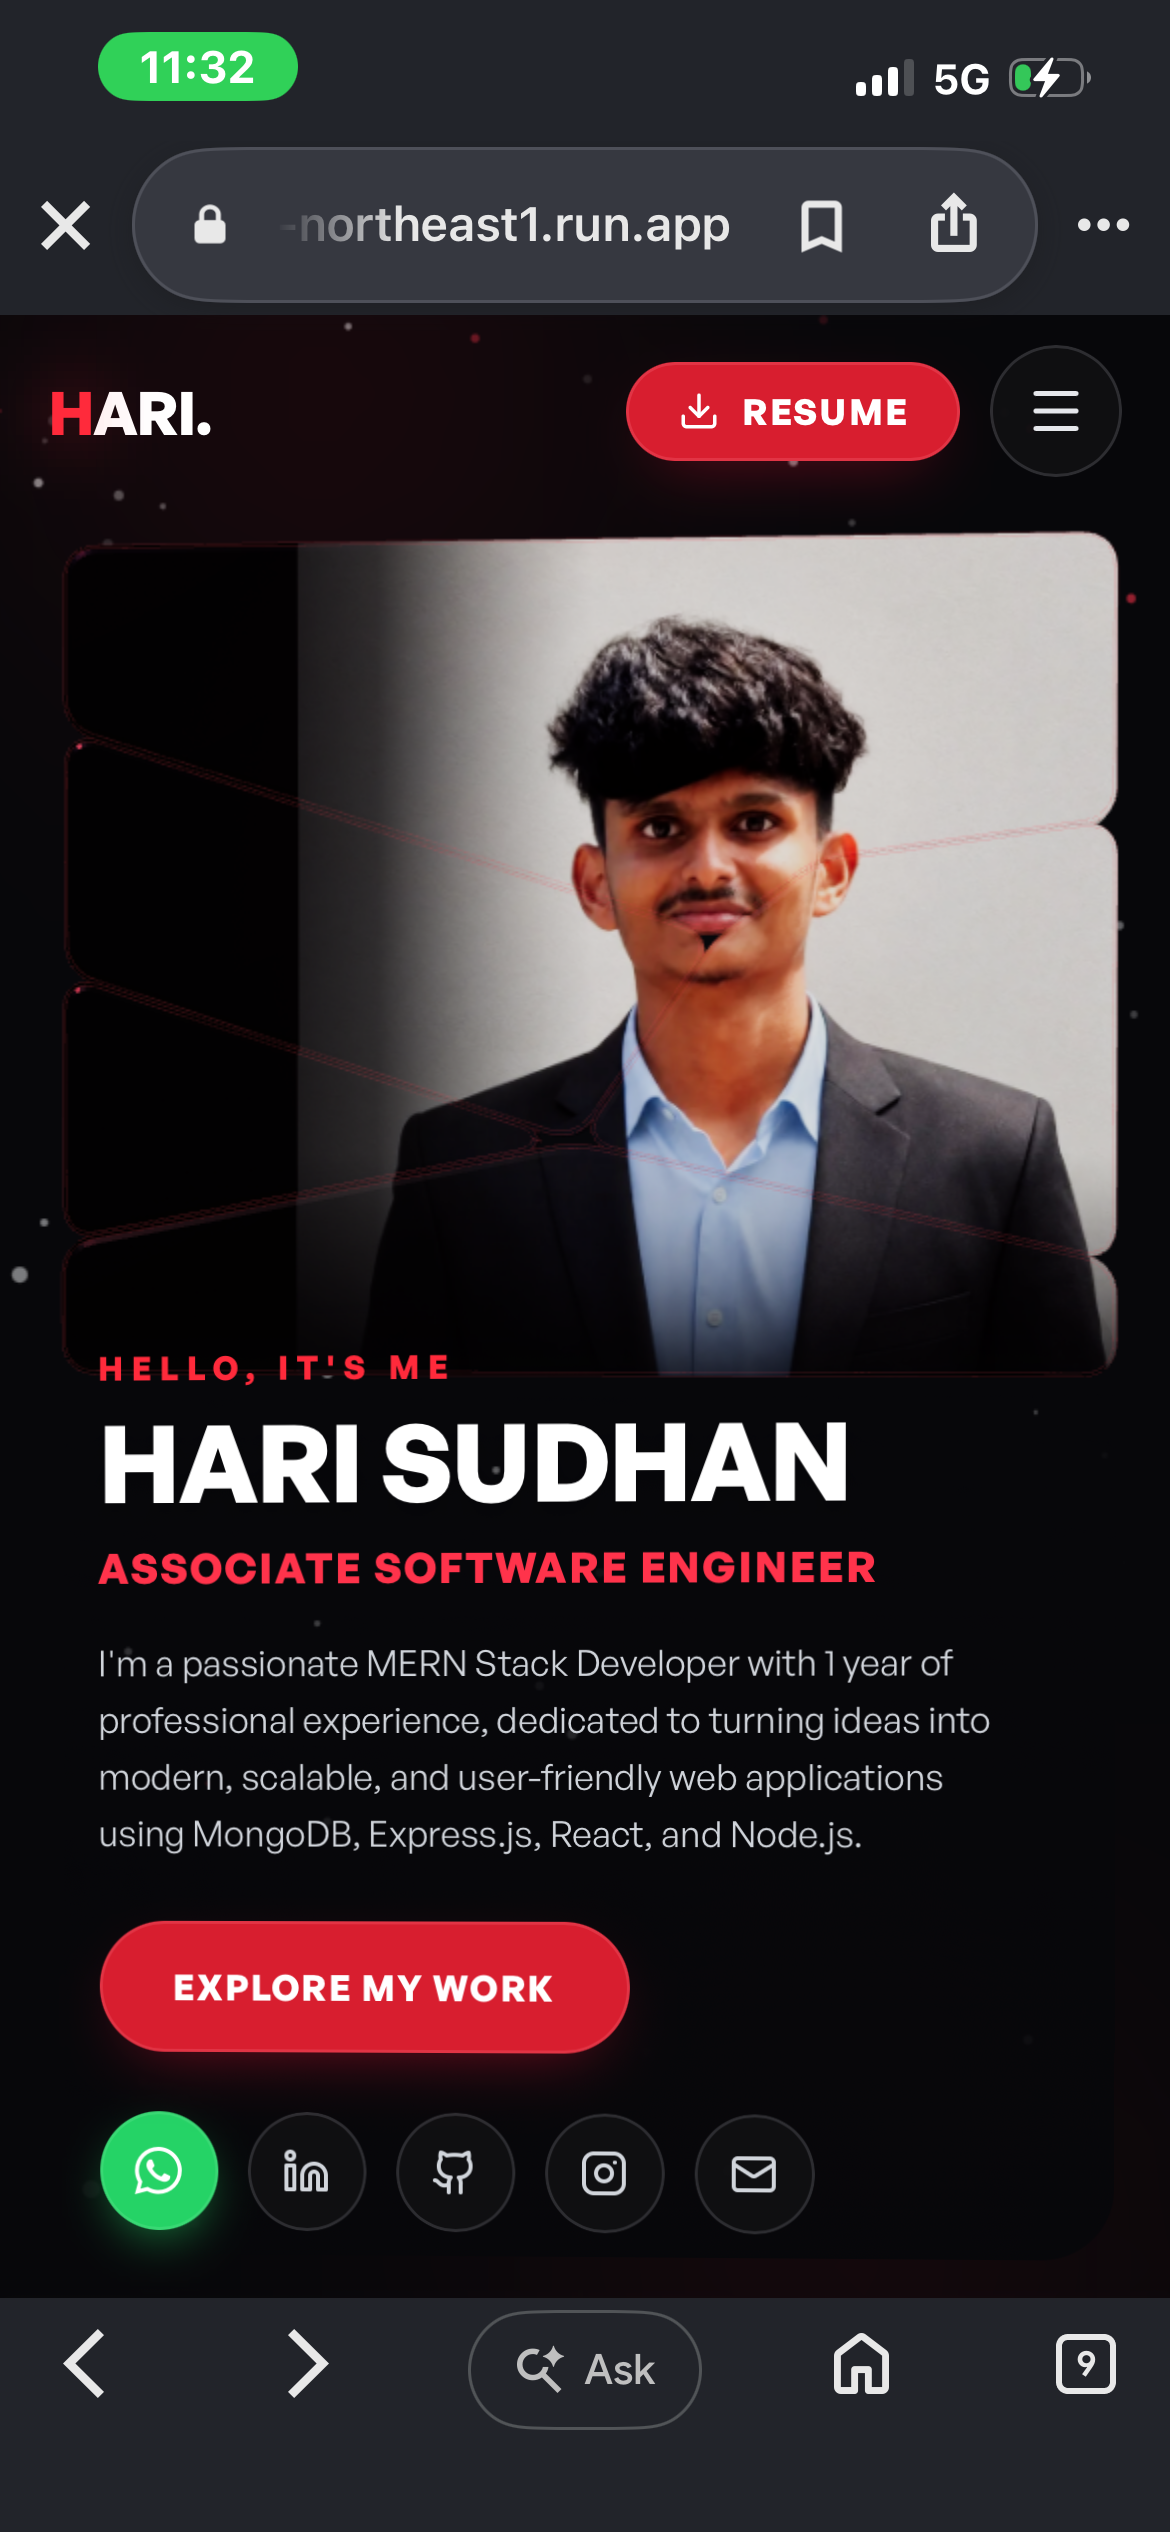 11:32
5G
-northeast1.run.app
HARI.
RESUME
HELLO, IT'S ME
HARI SUDHAN
ASSOCIATE SOFTWARE ENGINEER
I'm a passionate MERN Stack Developer with 1 year of
professional experience, dedicated to turning ideas into
modern, scalable, and user-friendly web applications
using MongoDB, Express.js, React, and Node.js.
EXPLORE MY WORK
in
Ask
9